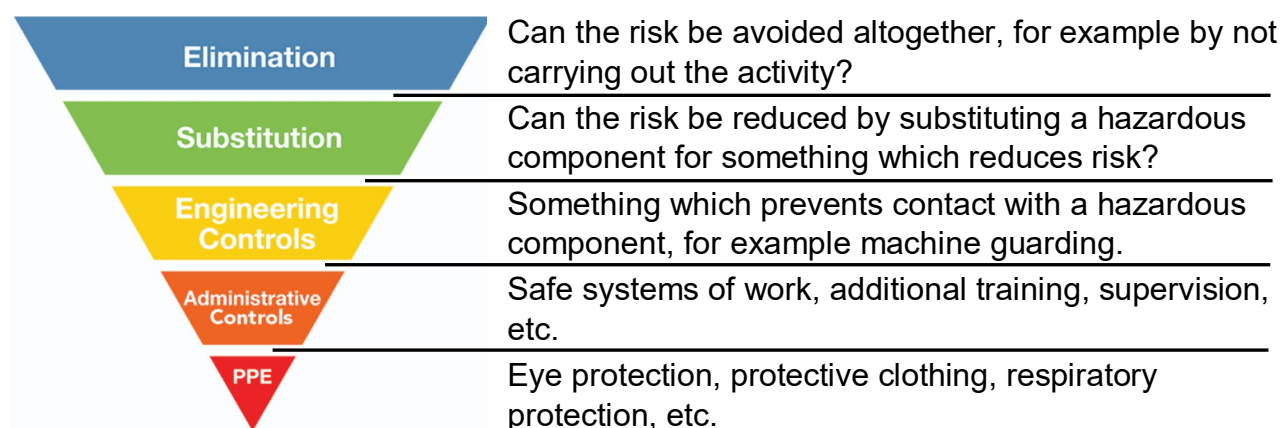 Elimination
Can the risk be avoided altogether, for example by not
carrying out the activity?
Substitution
Can the risk be reduced by substituting a hazardous
component for something which reduces risk?
Engineering
Controls
Something which prevents contact with a hazardous
component, for example machine guarding.
Administrative
Controls
Safe systems of work, additional training, supervision,
etc.
PPE
Eye protection, protective clothing, respiratory
protection, etc.